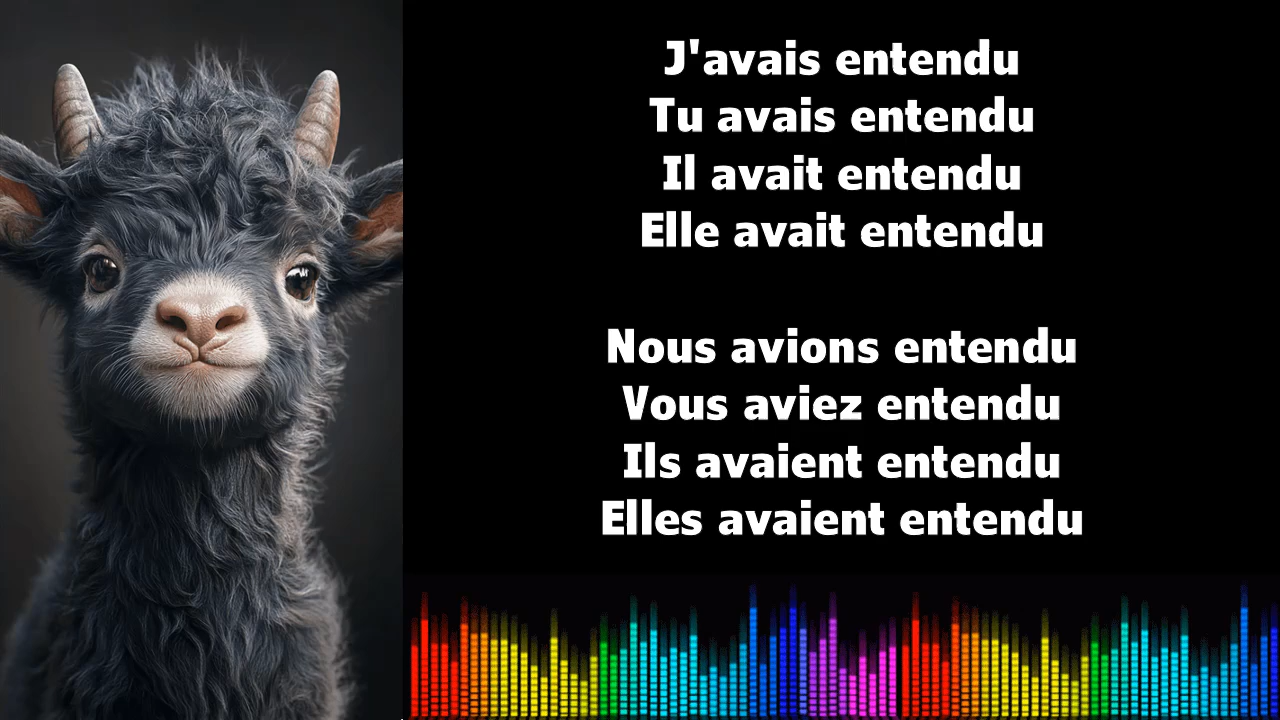 J'avais entendu
Tu avais entendu
Il avait entendu
Elle avait entendu
Nous avions entendu
Vous aviez entendu
Ils avaient entendu
Elles avaient entendu